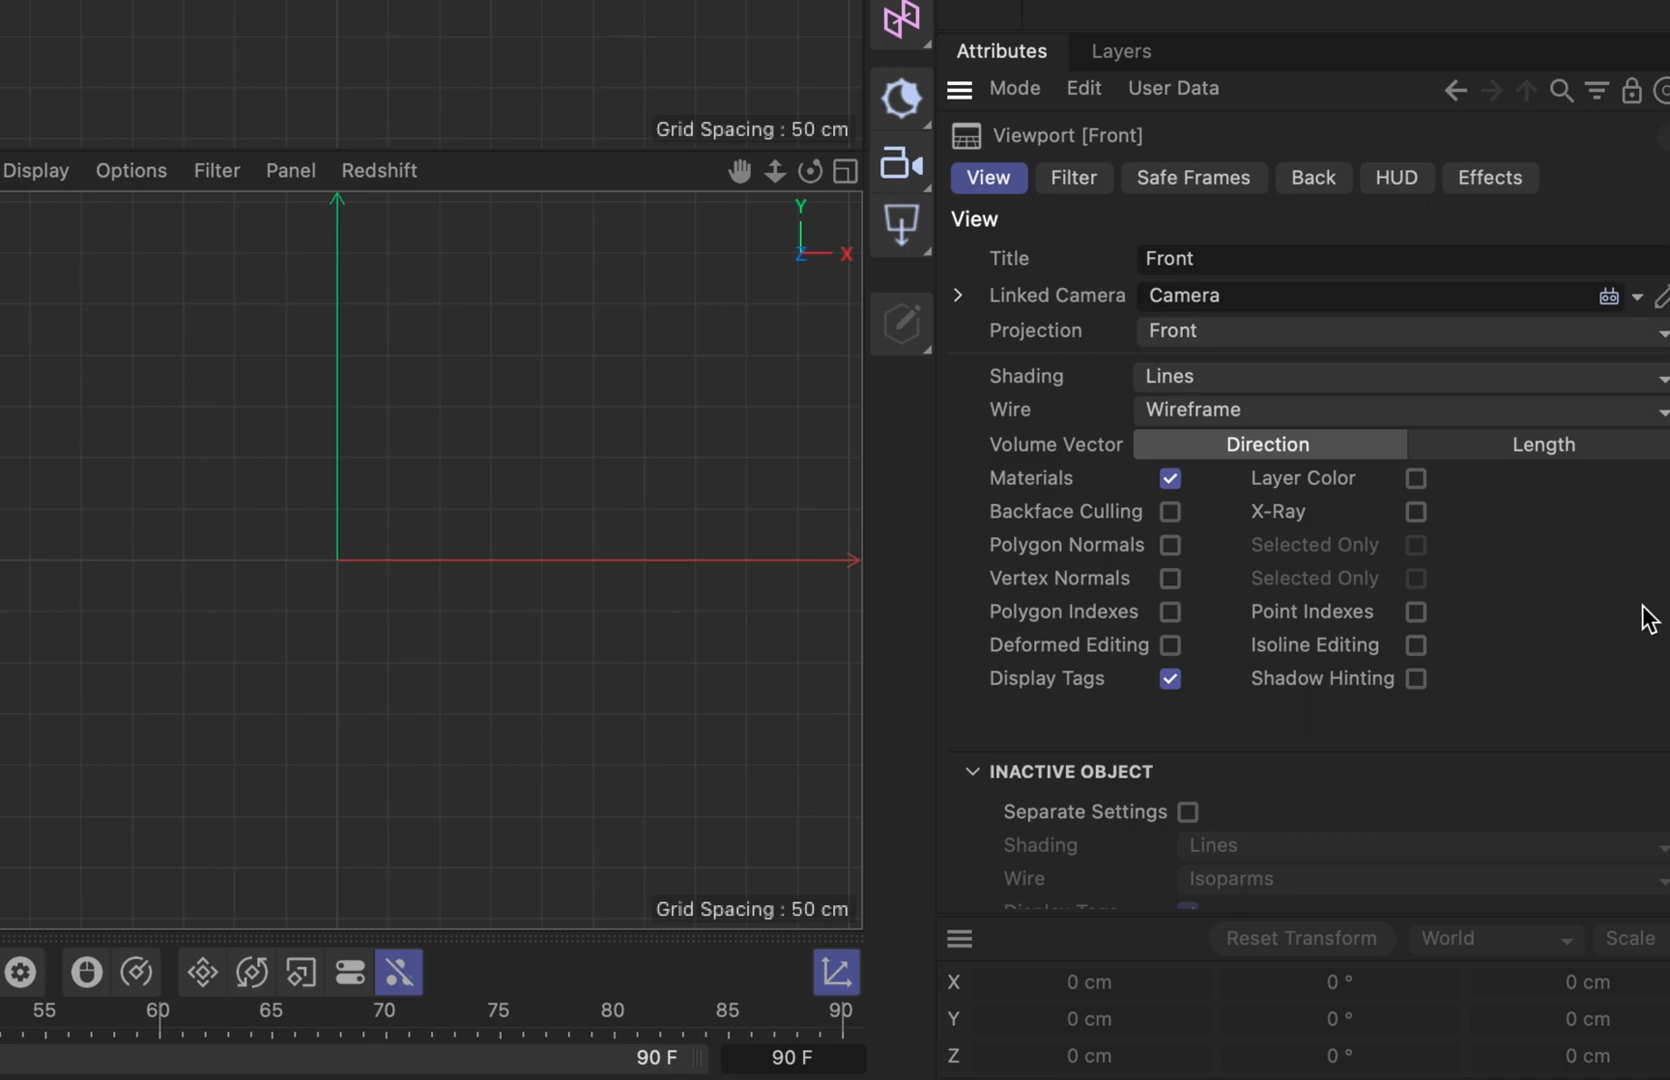 Grid Spacing : 50 cm
Display Options Filter Panel Redshift
Y
Z X
Grid Spacing : 50 cm
55 60 65 70 75 80 85 90
90 F 90 F
Attributes Layers
Mode Edit User Data
Viewport [Front]
View Filter Safe Frames Back HUD Effects
View
Title Front
Linked Camera Camera
Projection Front
Shading Lines
Wire Wireframe
Volume Vector Direction Length
Materials Layer Color
Backface Culling X-Ray
Polygon Normals Selected Only
Vertex Normals Selected Only
Polygon Indexes Point Indexes
Deformed Editing Isoline Editing
Display Tags Shadow Hinting
INACTIVE OBJECT
Separate Settings
Shading Lines
Wire Isoparms
Display Tags
Reset Transform World Scale
X 0 cm 0 ° 0 cm
Y 0 cm 0 ° 0 cm
Z 0 cm 0 ° 0 cm